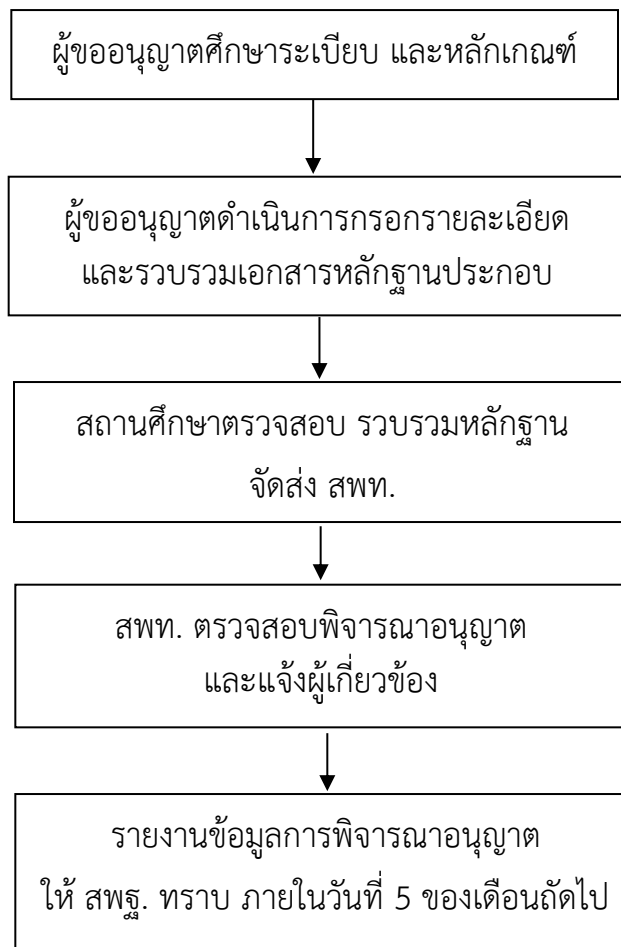 ผู้ขออนุญาตศึกษาระเบียบ และหลักเกณฑ์
ผู้ขออนุญาตดำเนินการกรอกรายละเอียด
และรวบรวมเอกสารหลักฐานประกอบ
สถานศึกษาตรวจสอบ รวบรวมหลักฐาน
จัดส่ง สพท.
สพท. ตรวจสอบพิจารณาอนุญาต
และแจ้งผู้เกี่ยวข้อง
รายงานข้อมูลการพิจารณาอนุญาต
ให้ สพฐ. ทราบ ภายในวันที่ 5 ของเดือนถัดไป